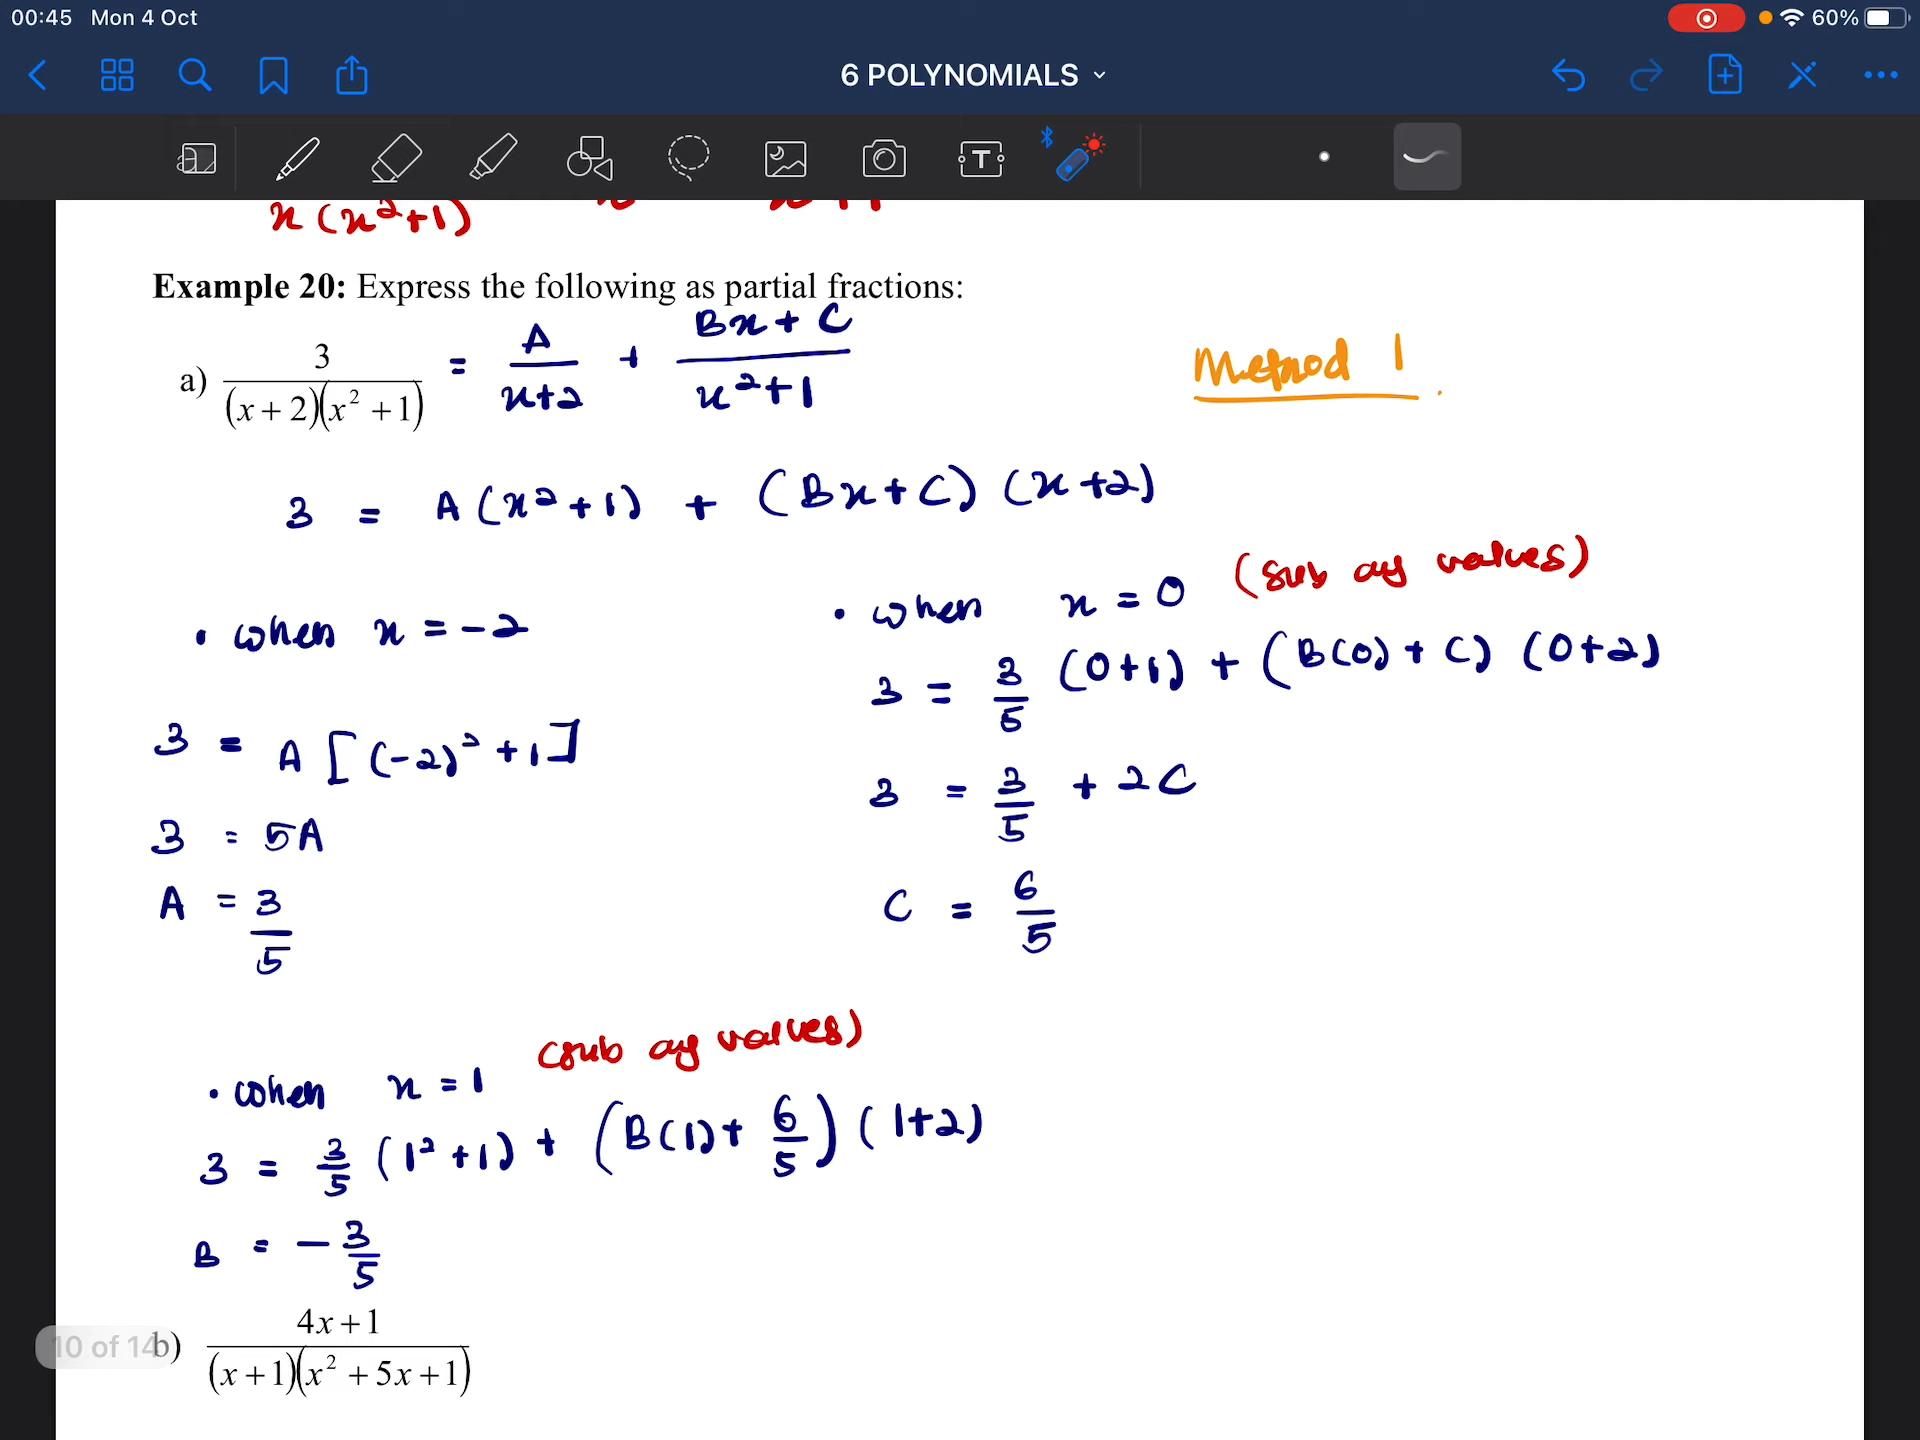 00:45 Mon 4 Oct
60%
6 POLYNOMIALS
T
x (x²+1)
Example 20: Express the following as partial fractions:
a) 3/((x + 2)(x² + 1)) = A/(x+2) + (Bx + C)/(x²+1)
Method 1
3 = A (x²+1) + (Bx+C) (x+2)
• when x = -2
3 = A [(-2)² +1]
3 = 5A
A = 3/5
• when x = 0 (sub any values)
3 = 3/5 (0+1) + (B(0) + C) (0+2)
3 = 3/5 + 2C
C = 6/5
• when x = 1 (sub any values)
3 = 3/5 (1² +1) + (B(1)+ 6/5) (1+2)
B = - 3/5
10 of 14
b) (4x + 1)/((x + 1)(x² + 5x + 1))